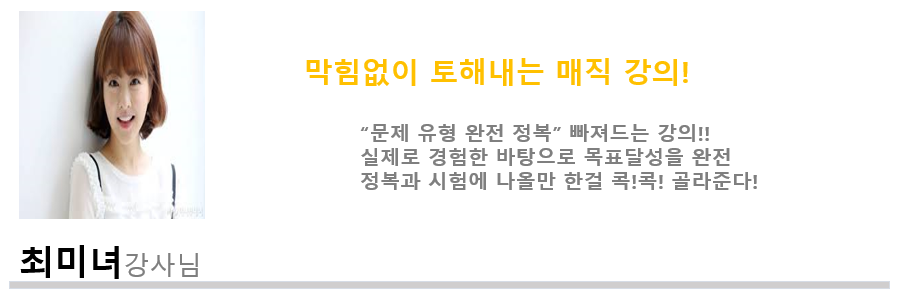 막힘없이 토해내는 매직 강의!
“문제 유형 완전 정복” 빠져드는 강의!!
실제로 경험한 바탕으로 목표달성을 완전
정복과 시험에 나올만 한걸 콕!콕! 골라준다!
최미녀강사님